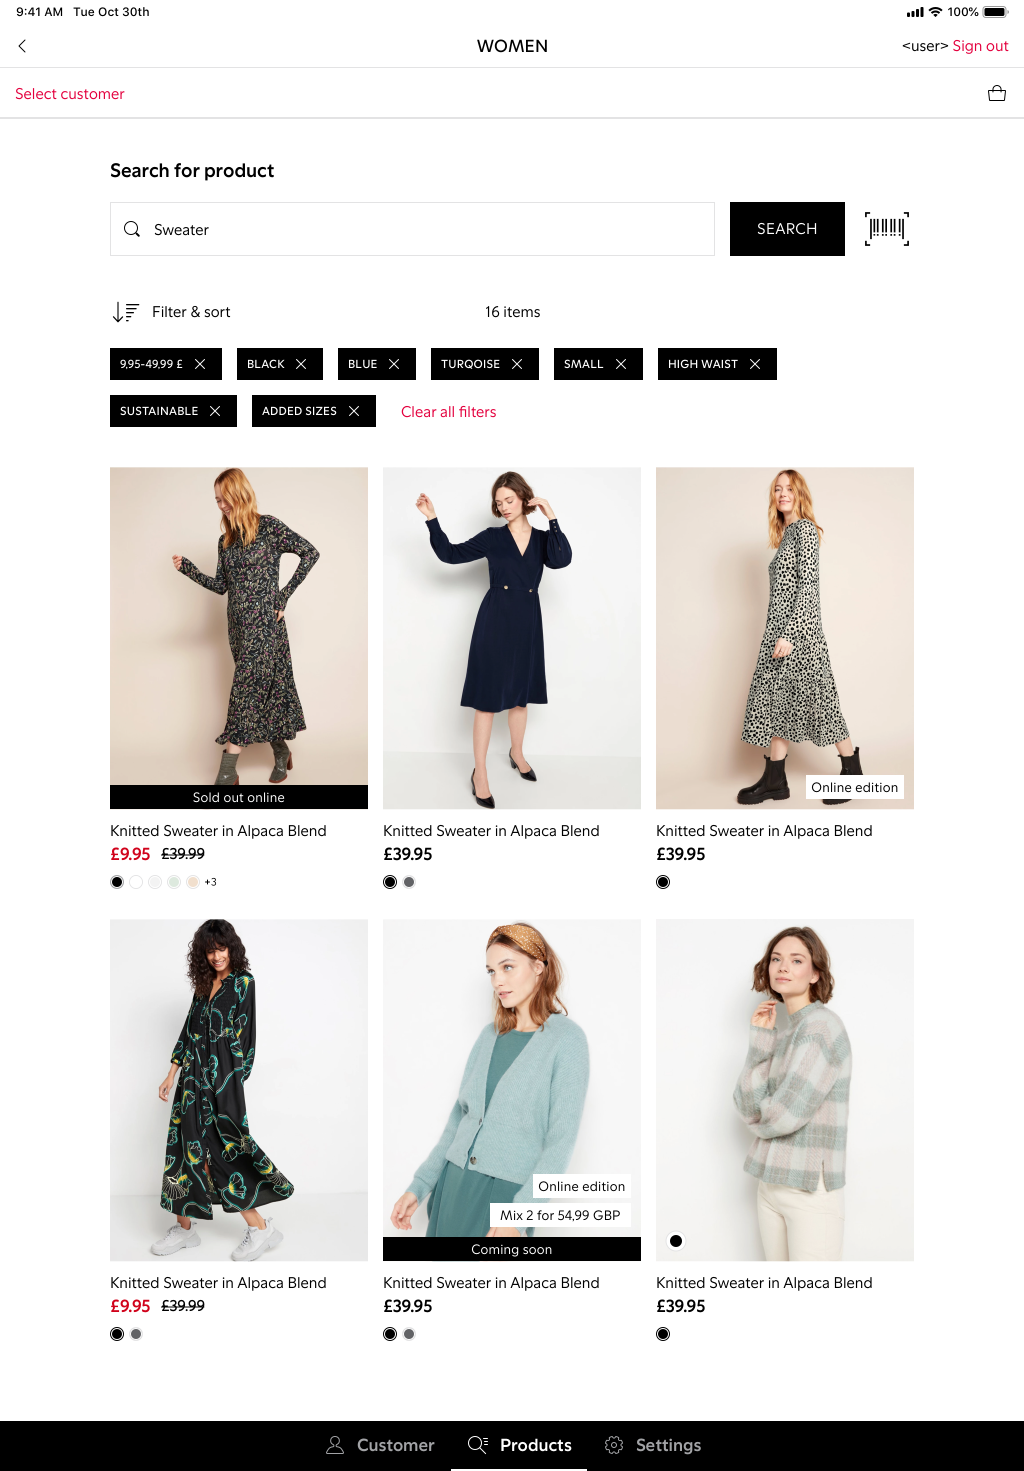 9:41 AM Tue Oct 30th
100%
WOMEN
<user> Sign out
Select customer
Search for product
Sweater
SEARCH
Filter & sort
16 items
9,95-49,99 £
BLACK
BLUE
TURQOISE
SMALL
HIGH WAIST
SUSTAINABLE
ADDED SIZES
Clear all filters
Sold out online
Online edition
Knitted Sweater in Alpaca Blend
£9.95 £39.99
+3
Knitted Sweater in Alpaca Blend
£39.95
Knitted Sweater in Alpaca Blend
£39.95
Online edition
Mix 2 for 54,99 GBP
Coming soon
Knitted Sweater in Alpaca Blend
£9.95 £39.99
Knitted Sweater in Alpaca Blend
£39.95
Knitted Sweater in Alpaca Blend
£39.95
Customer
Products
Settings